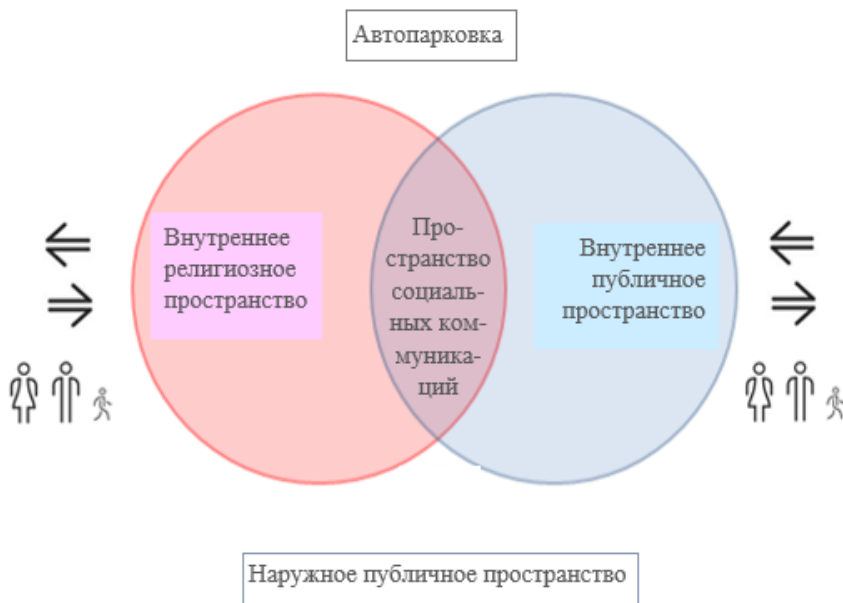 Автопарковка
Внутреннее
религиозное
пространство
Про-
странство
социаль-
ных ком-
муника-
ций
Внутреннее
публичное
пространство
Наружное публичное пространство